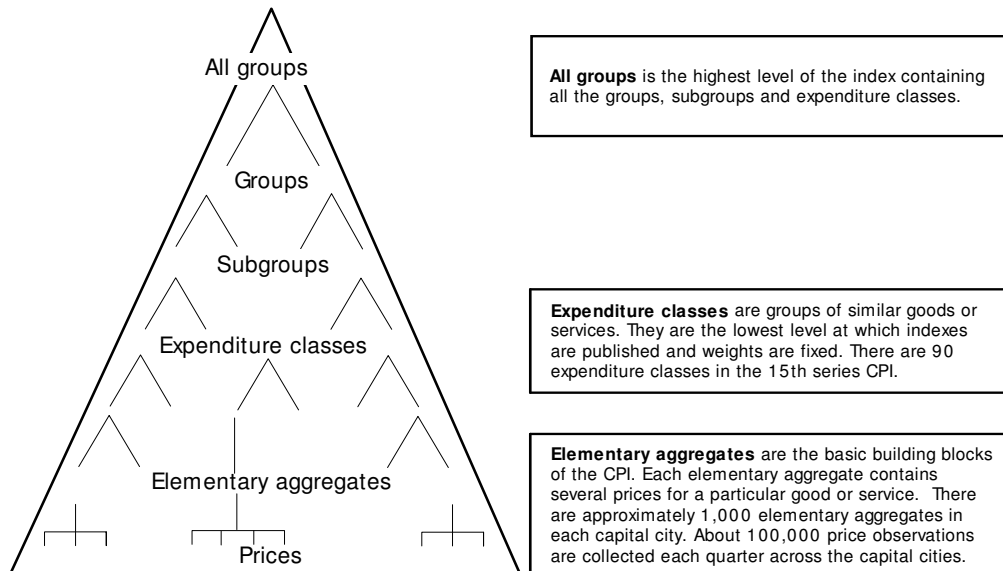 All groups
All groups is the highest level of the index containing
all the groups, subgroups and expenditure classes.
Groups
Subgroups
Expenditure classes
Expenditure classes are groups of similar goods or
services. They are the lowest level at which indexes
are published and weights are fixed. There are 90
expenditure classes in the 15th series CPI.
Elementary aggregates
Elementary aggregates are the basic building blocks
of the CPI. Each elementary aggregate contains
several prices for a particular good or service. There
are approximately 1,000 elementary aggregates in
each capital city. About 100,000 price observations
are collected each quarter across the capital cities.
Prices